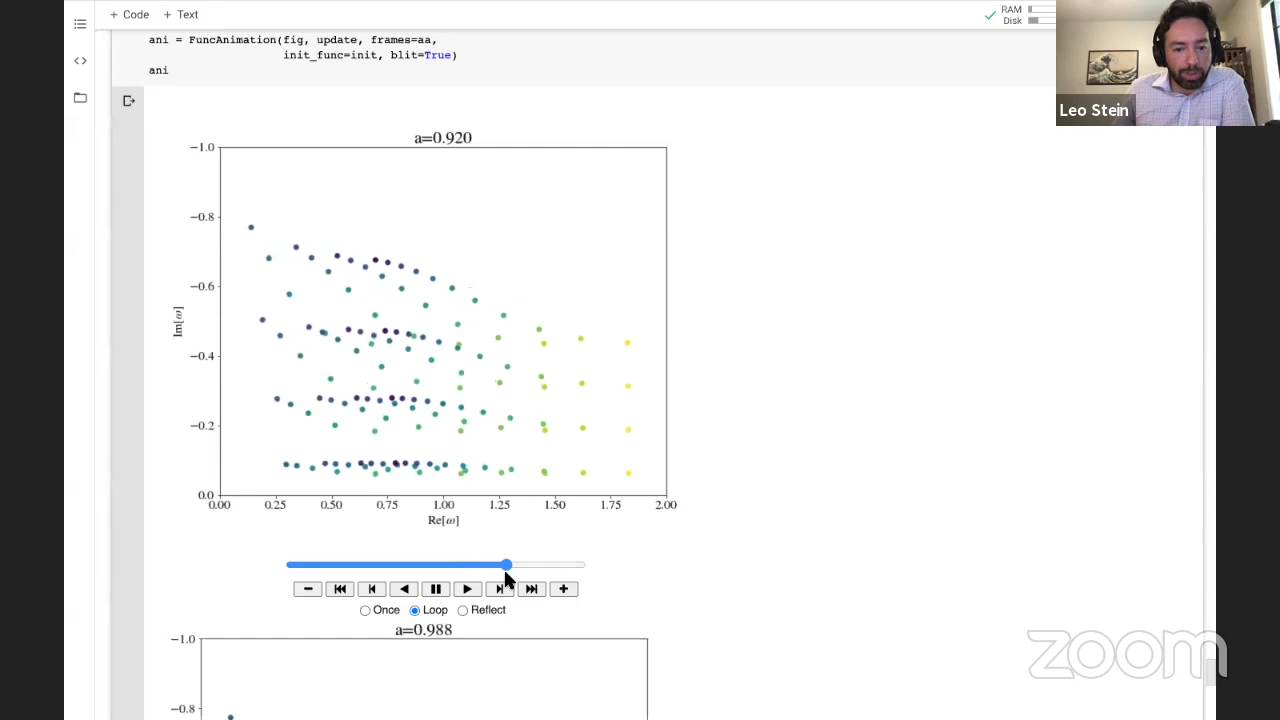 + Code + Text
RAM
Disk
ani = FuncAnimation(fig, update, frames=aa,
init_func=init, blit=True)
ani
Leo Stein
a=0.920
−1.0
−0.8
−0.6
−0.4
−0.2
0.0
Im[ω]
0.00 0.25 0.50 0.75 1.00 1.25 1.50 1.75 2.00
Re[ω]
Once Loop Reflect
a=0.988
−1.0
−0.8
zoom